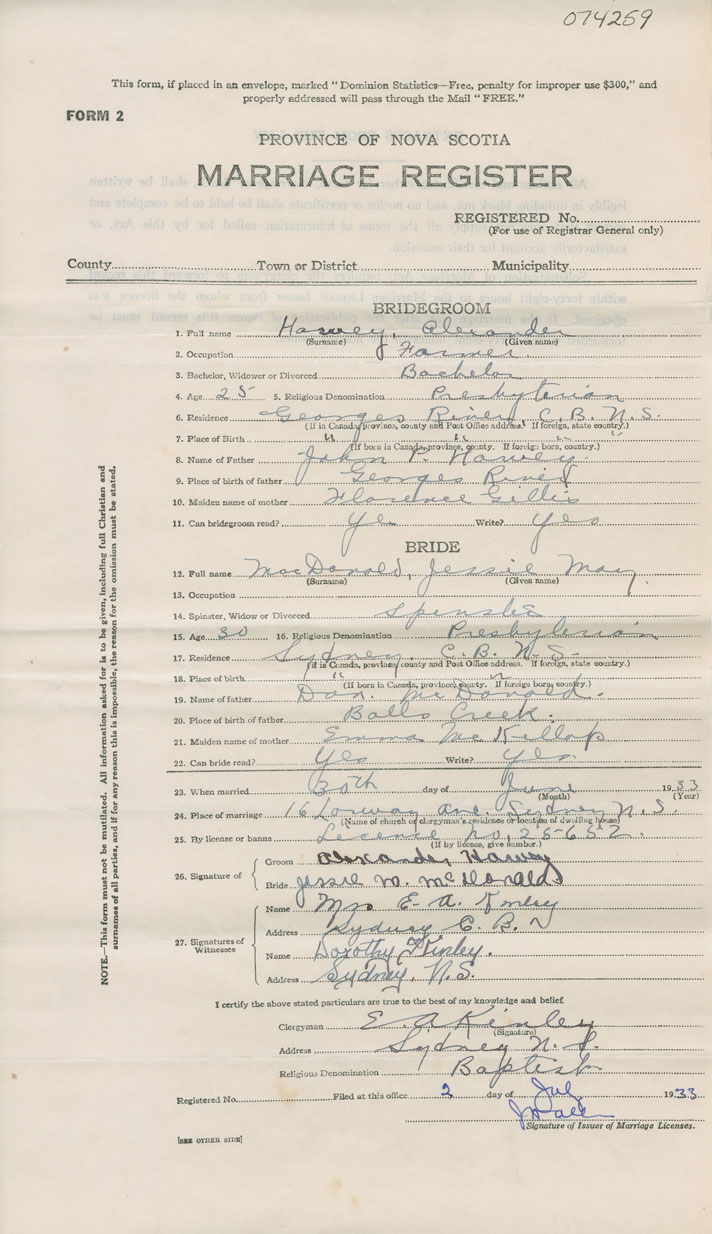 074259
This form, if placed in an envelope, marked "Dominion Statistics—Free, penalty for improper use $300," and
properly addressed will pass through the Mail "FREE."
FORM 2
PROVINCE OF NOVA SCOTIA
MARRIAGE REGISTER
REGISTERED No.
(For use of Registrar General only)
County Town or District Municipality
BRIDEGROOM
1. Full name Harvey, Alexander
(Surname) (Given name)
2. Occupation Farmer.
3. Bachelor, Widower or Divorced Bachelor
4. Age 25 5. Religious Denomination Presbyterian
6. Residence Georges River, C. B. N. S.
(If in Canada, province, county and Post Office address. If foreign, state country.)
7. Place of Birth " " " "
(If born in Canada, province, county. If foreign born, country.)
8. Name of Father John Harvey.
9. Place of birth of father Georges River
10. Maiden name of mother Florence Gillis
11. Can bridegroom read? Yes Write? Yes
BRIDE
12. Full name MacDonald, Jessie May.
(Surname) (Given name)
13. Occupation
14. Spinster, Widow or Divorced Spinster
15. Age 30 16. Religious Denomination Presbyterian
17. Residence Sydney, C. B. N. S.
(If in Canada, province, county and Post Office address. If foreign, state country.)
18. Place of birth " "
(If born in Canada, province, county. If foreign born, country.)
19. Name of father Dan. McDonald.
20. Place of birth of father Balls Creek.
21. Maiden name of mother Emma McKillop
22. Can bride read? Yes Write? Yes.
23. When married 30th day of June 1933
(Month) (Year)
24. Place of marriage 16 Lorway Ave. Sydney N. S.
(Name of church or clergyman's residence or location of dwelling house)
25. By license or banns Licence No. 25652.
(If by licence, give number.)
26. Signature of
Groom Alexander Harvey
Bride Jessie M. McDonald
27. Signatures of Witnesses
Name Mrs E. A. Kinley
Address Sydney C. B. N
Name Dorothy Kinley.
Address Sydney, N.S.
I certify the above stated particulars are true to the best of my knowledge and belief.
Clergyman E A Kinley
(Signature)
Address Sydney N. S.
Religious Denomination Baptist
Registered No. Filed at this office 2 day of July 1933
Signature of Issuer of Marriage Licenses.
[SEE OTHER SIDE]
NOTE.—This form must not be mutilated. All information asked for is to be given, including full Christian and
surnames of all parties, and if for any reason this is impossible, the reason for the omission must be stated.